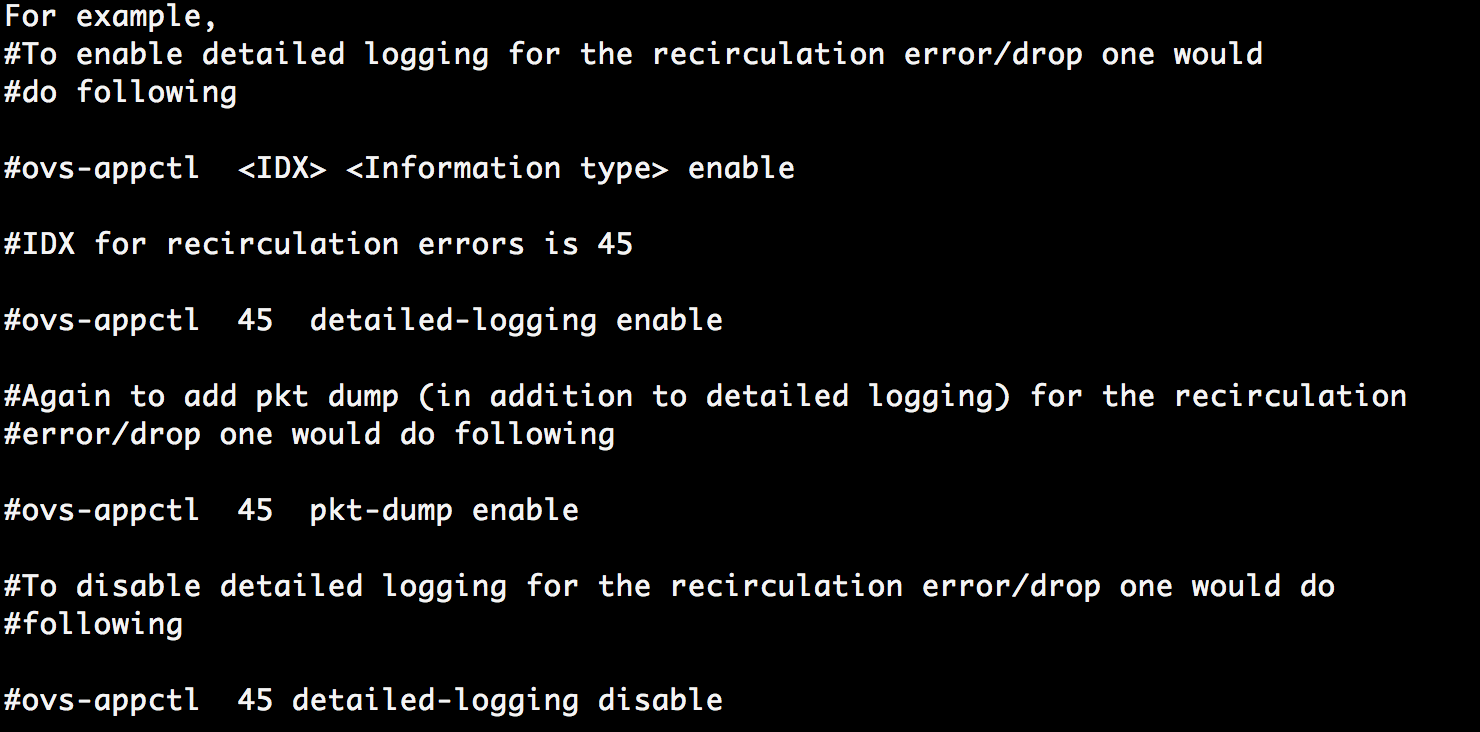 For example,
#To enable detailed logging for the recirculation error/drop one would
#do following
#ovs-appctl  <IDX> <Information type> enable
#IDX for recirculation errors is 45
#ovs-appctl  45  detailed-logging enable
#Again to add pkt dump (in addition to detailed logging) for the recirculation
#error/drop one would do following
#ovs-appctl  45  pkt-dump enable
#To disable detailed logging for the recirculation error/drop one would do
#following
#ovs-appctl  45 detailed-logging disable